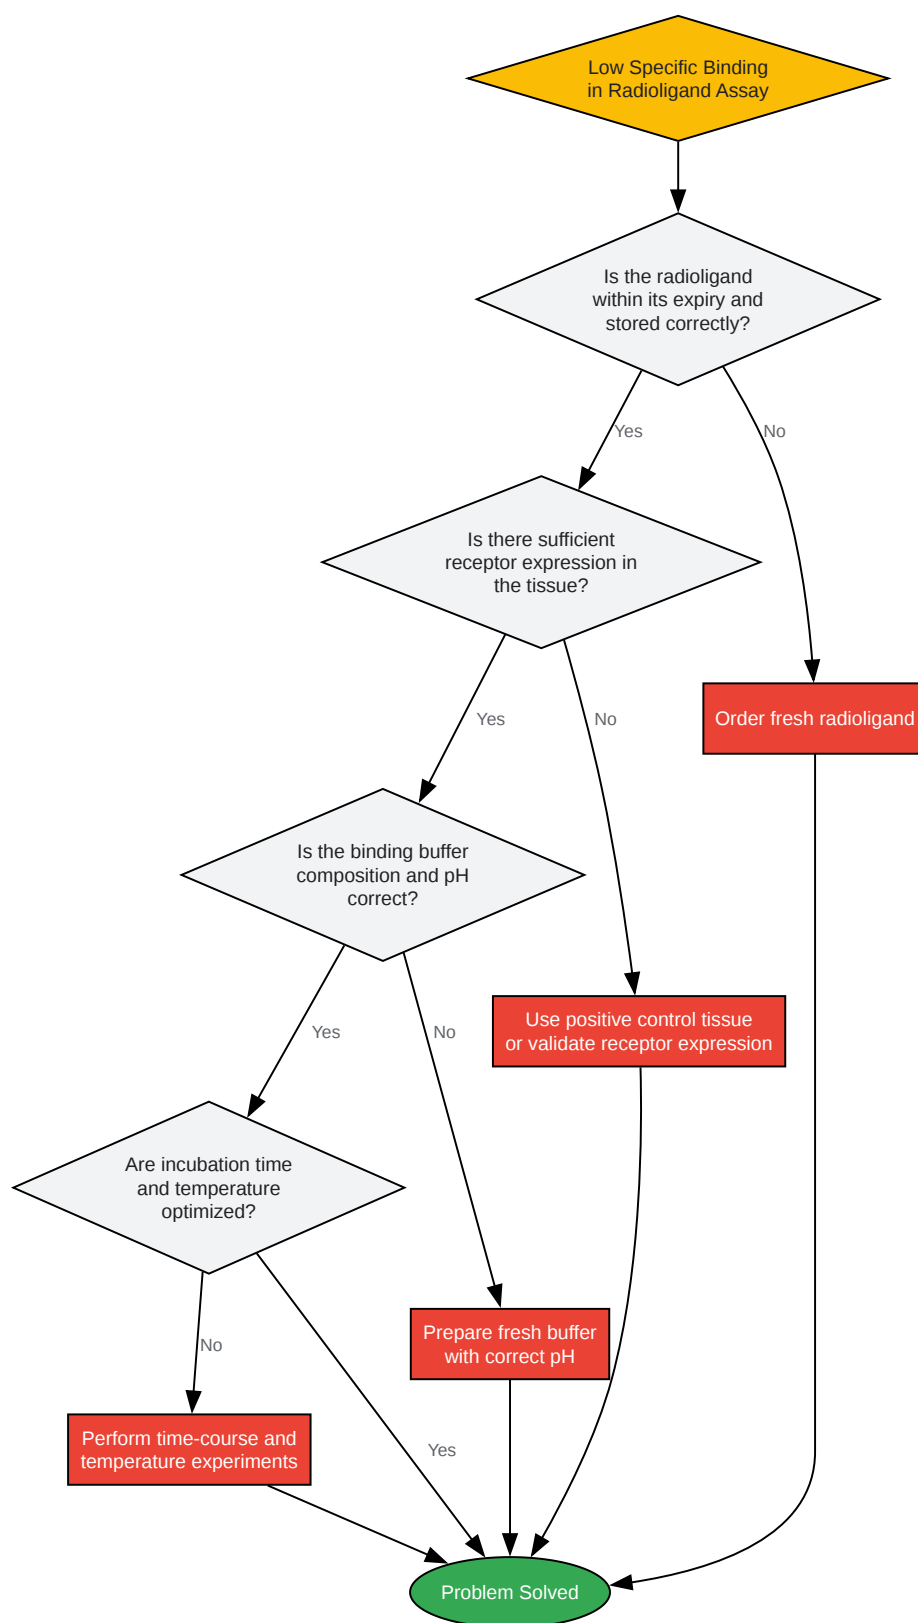 Low Specific Binding
in Radioligand Assay
Is the radioligand
within its expiry and
stored correctly?
Yes
No
Is there sufficient
receptor expression in
the tissue?
Order fresh radioligand
Yes
No
Is the binding buffer
composition and pH
correct?
Use positive control tissue
or validate receptor expression
Yes
No
Are incubation time
and temperature
optimized?
Prepare fresh buffer
with correct pH
No
Yes
Perform time-course and
temperature experiments
Problem Solved